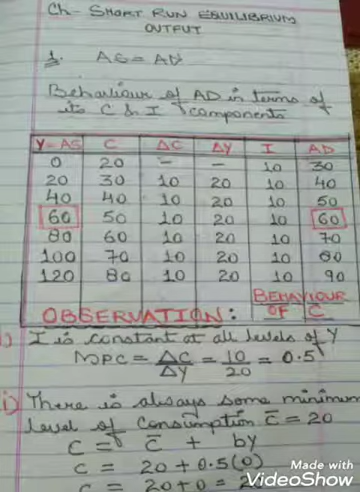 Ch- SHORT RUN EQUILIBRIUM
OUTPUT
1. AS = AD
Behaviour of AD in terms of
its C & I components
Y=AS C ΔC ΔY I AD
0 20 - - 10 30
20 30 10 20 10 40
40 40 10 20 10 50
60 50 10 20 10 60
80 60 10 20 10 70
100 70 10 20 10 80
120 80 10 20 10 90
OBSERVATION: BEHAVIOUR OF C
i) I is constant at all levels of Y
MPC = ΔC/ΔY = 10/20 = 0.5
ii) There is always some minimum
level of consumption C̄ = 20
C = C̄ + by
C = 20 + 0.5(0)
C = 20 + 0 =
Made with
VideoShow